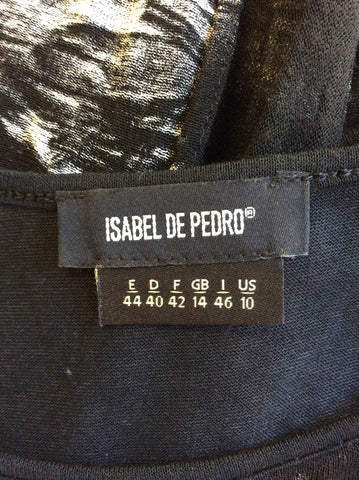 ISABEL DE PEDRO®
E D F GB I US
44 40 42 14 46 10